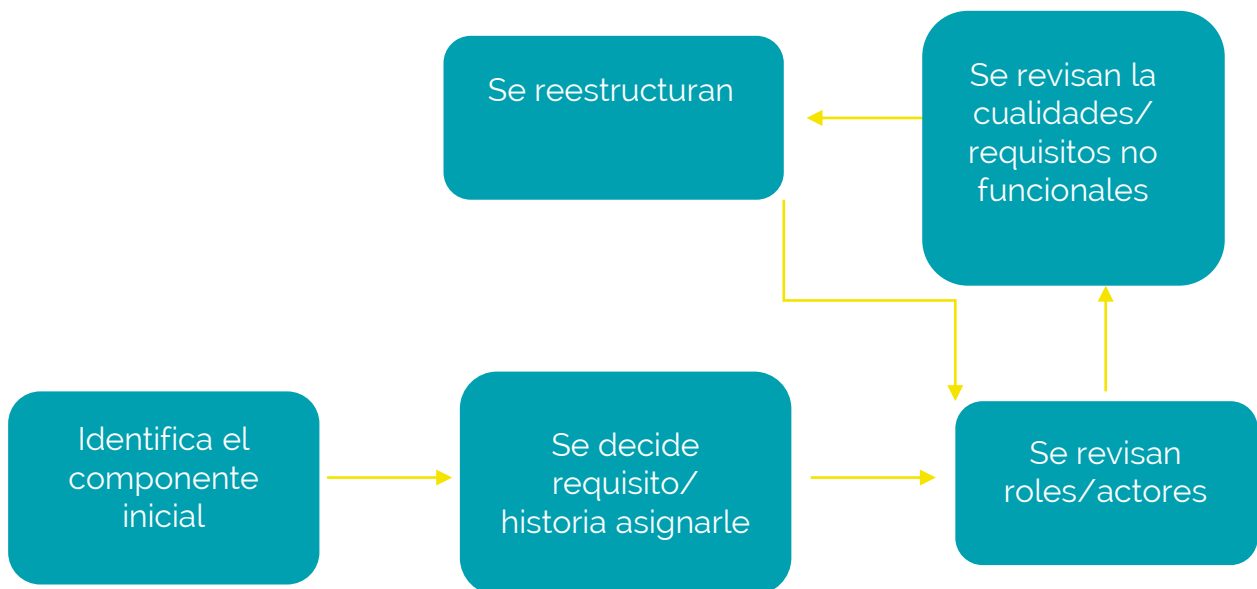 Se reestructuran
Se revisan la
cualidades/
requisitos no
funcionales
Identifica el
componente
inicial
Se decide
requisito/
historia asignarle
Se revisan
roles/actores